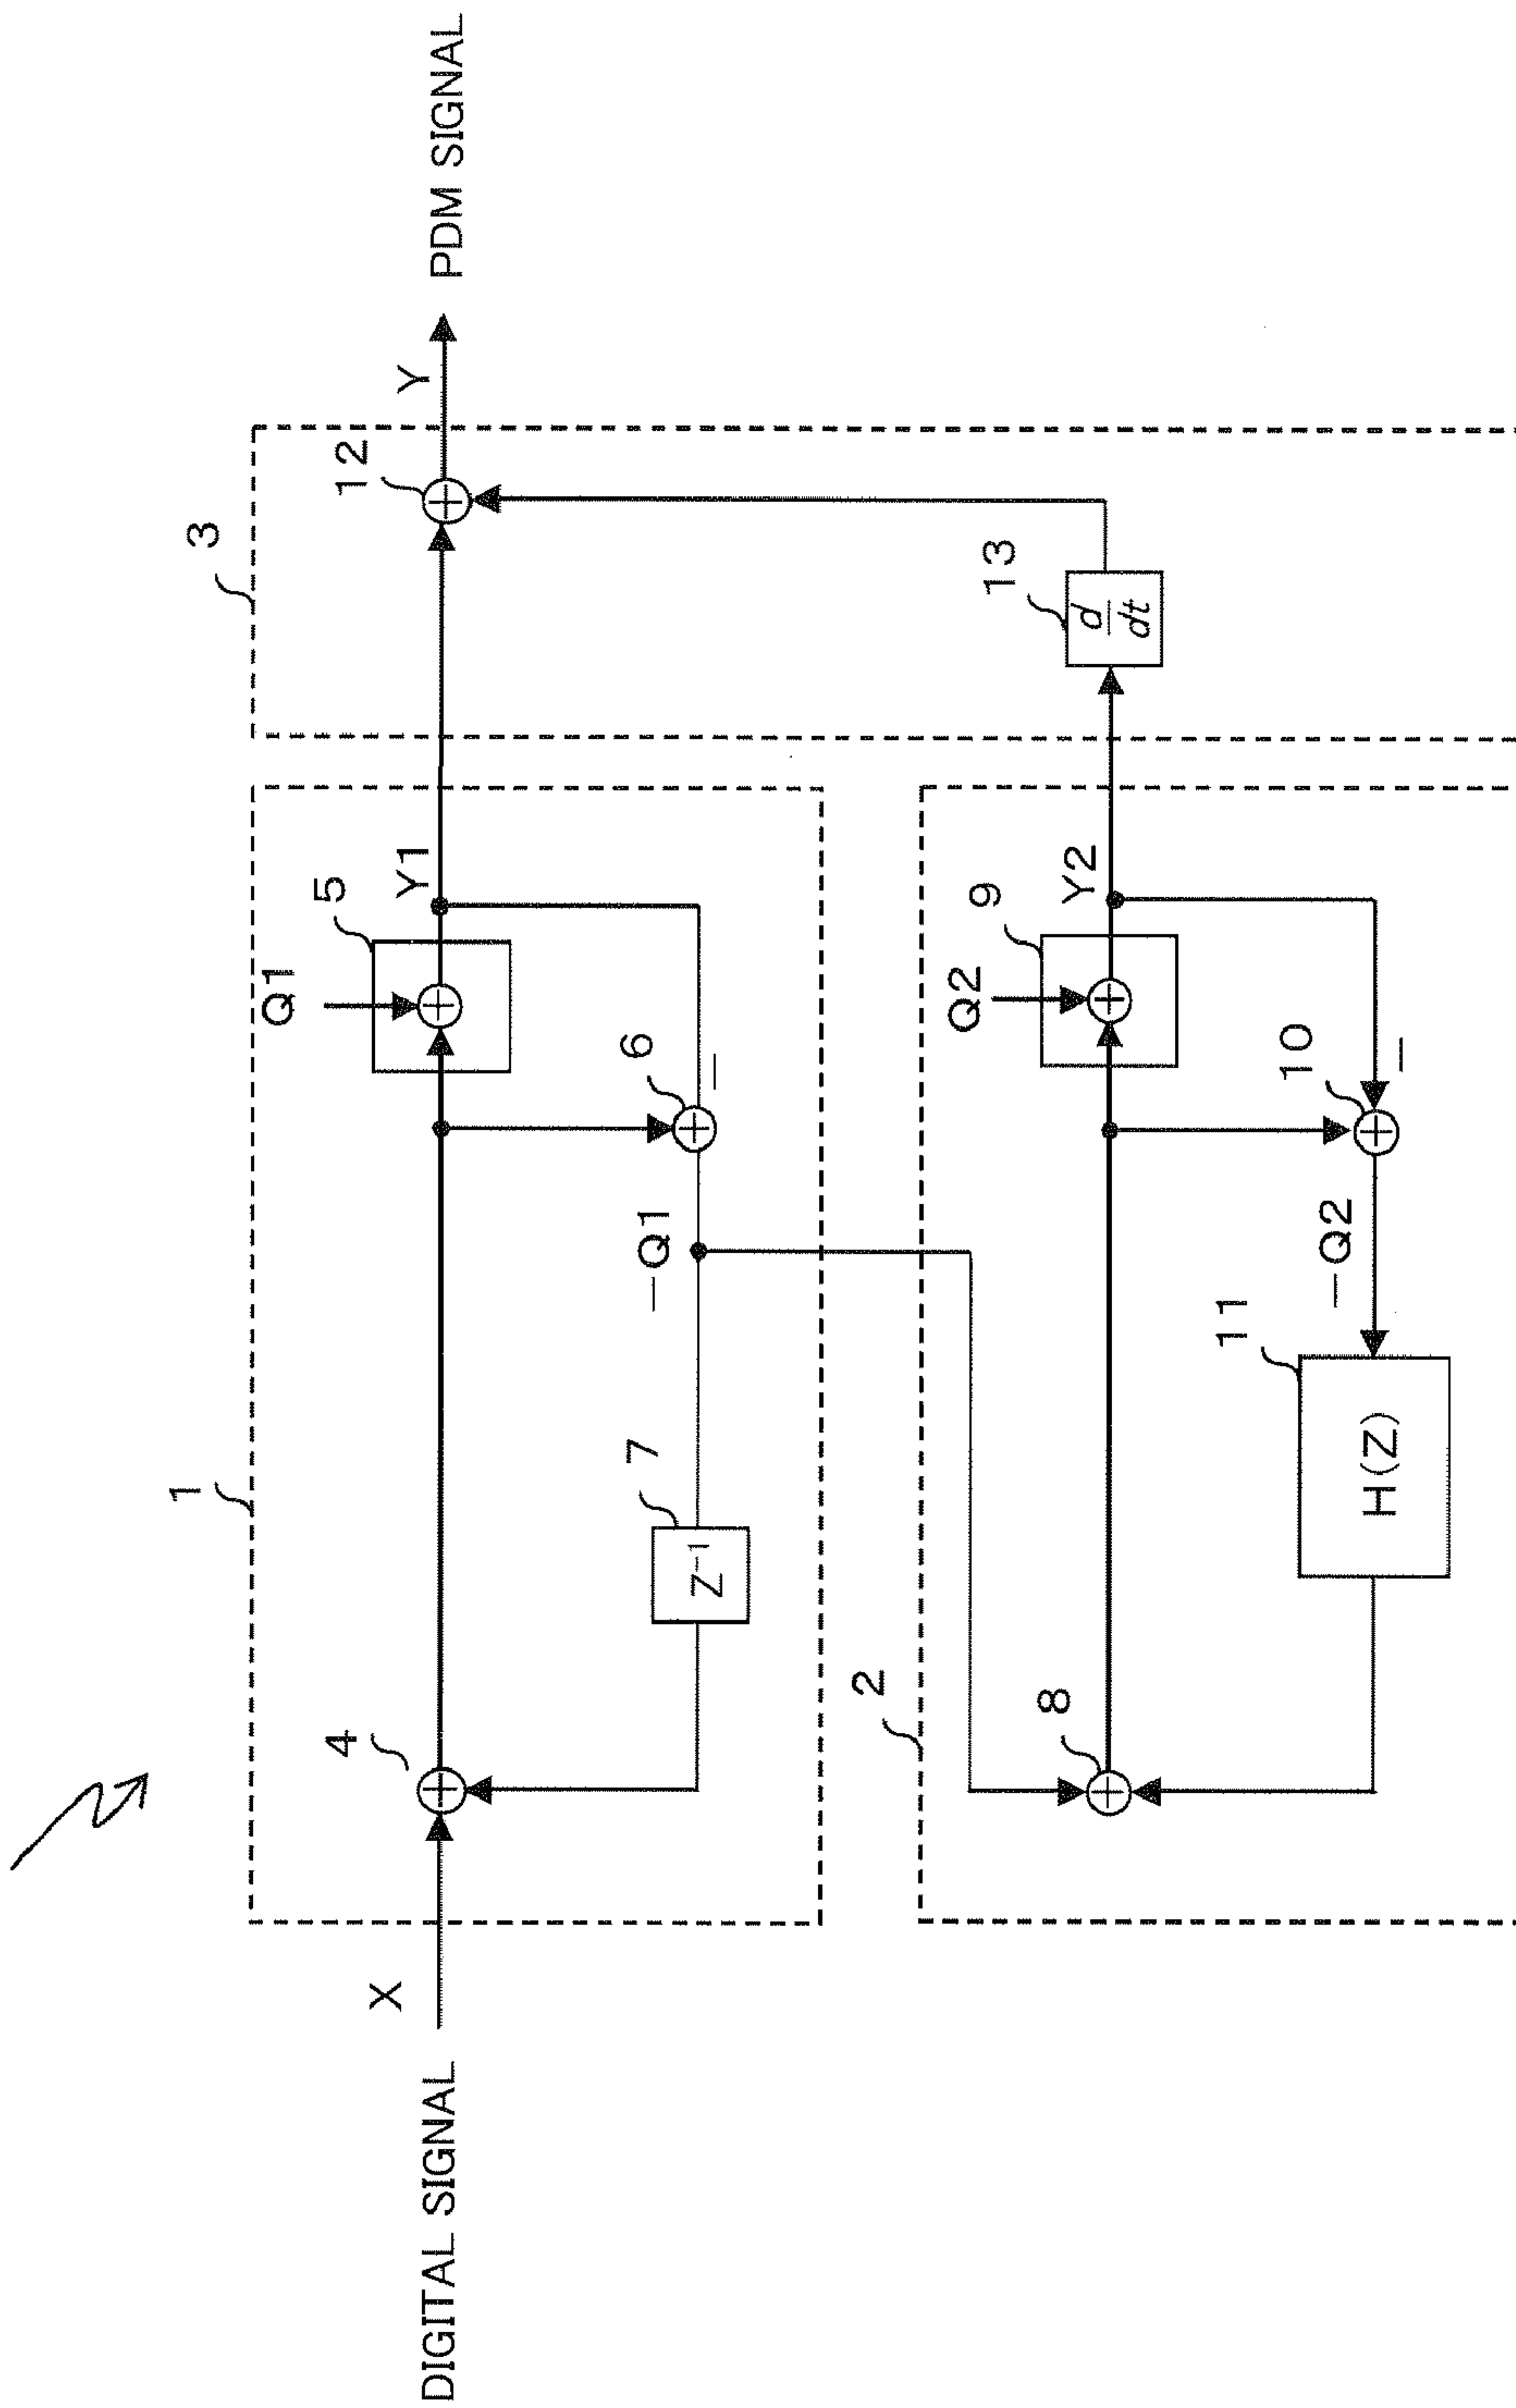 DIGITAL SIGNAL
X
1
4
Q1
5
Y1
6
−
−Q1
7
Z⁻¹
3
12
Y
PDM SIGNAL
2
8
Q2
9
Y2
10
−
−Q2
11
H(Z)
13
d
dt